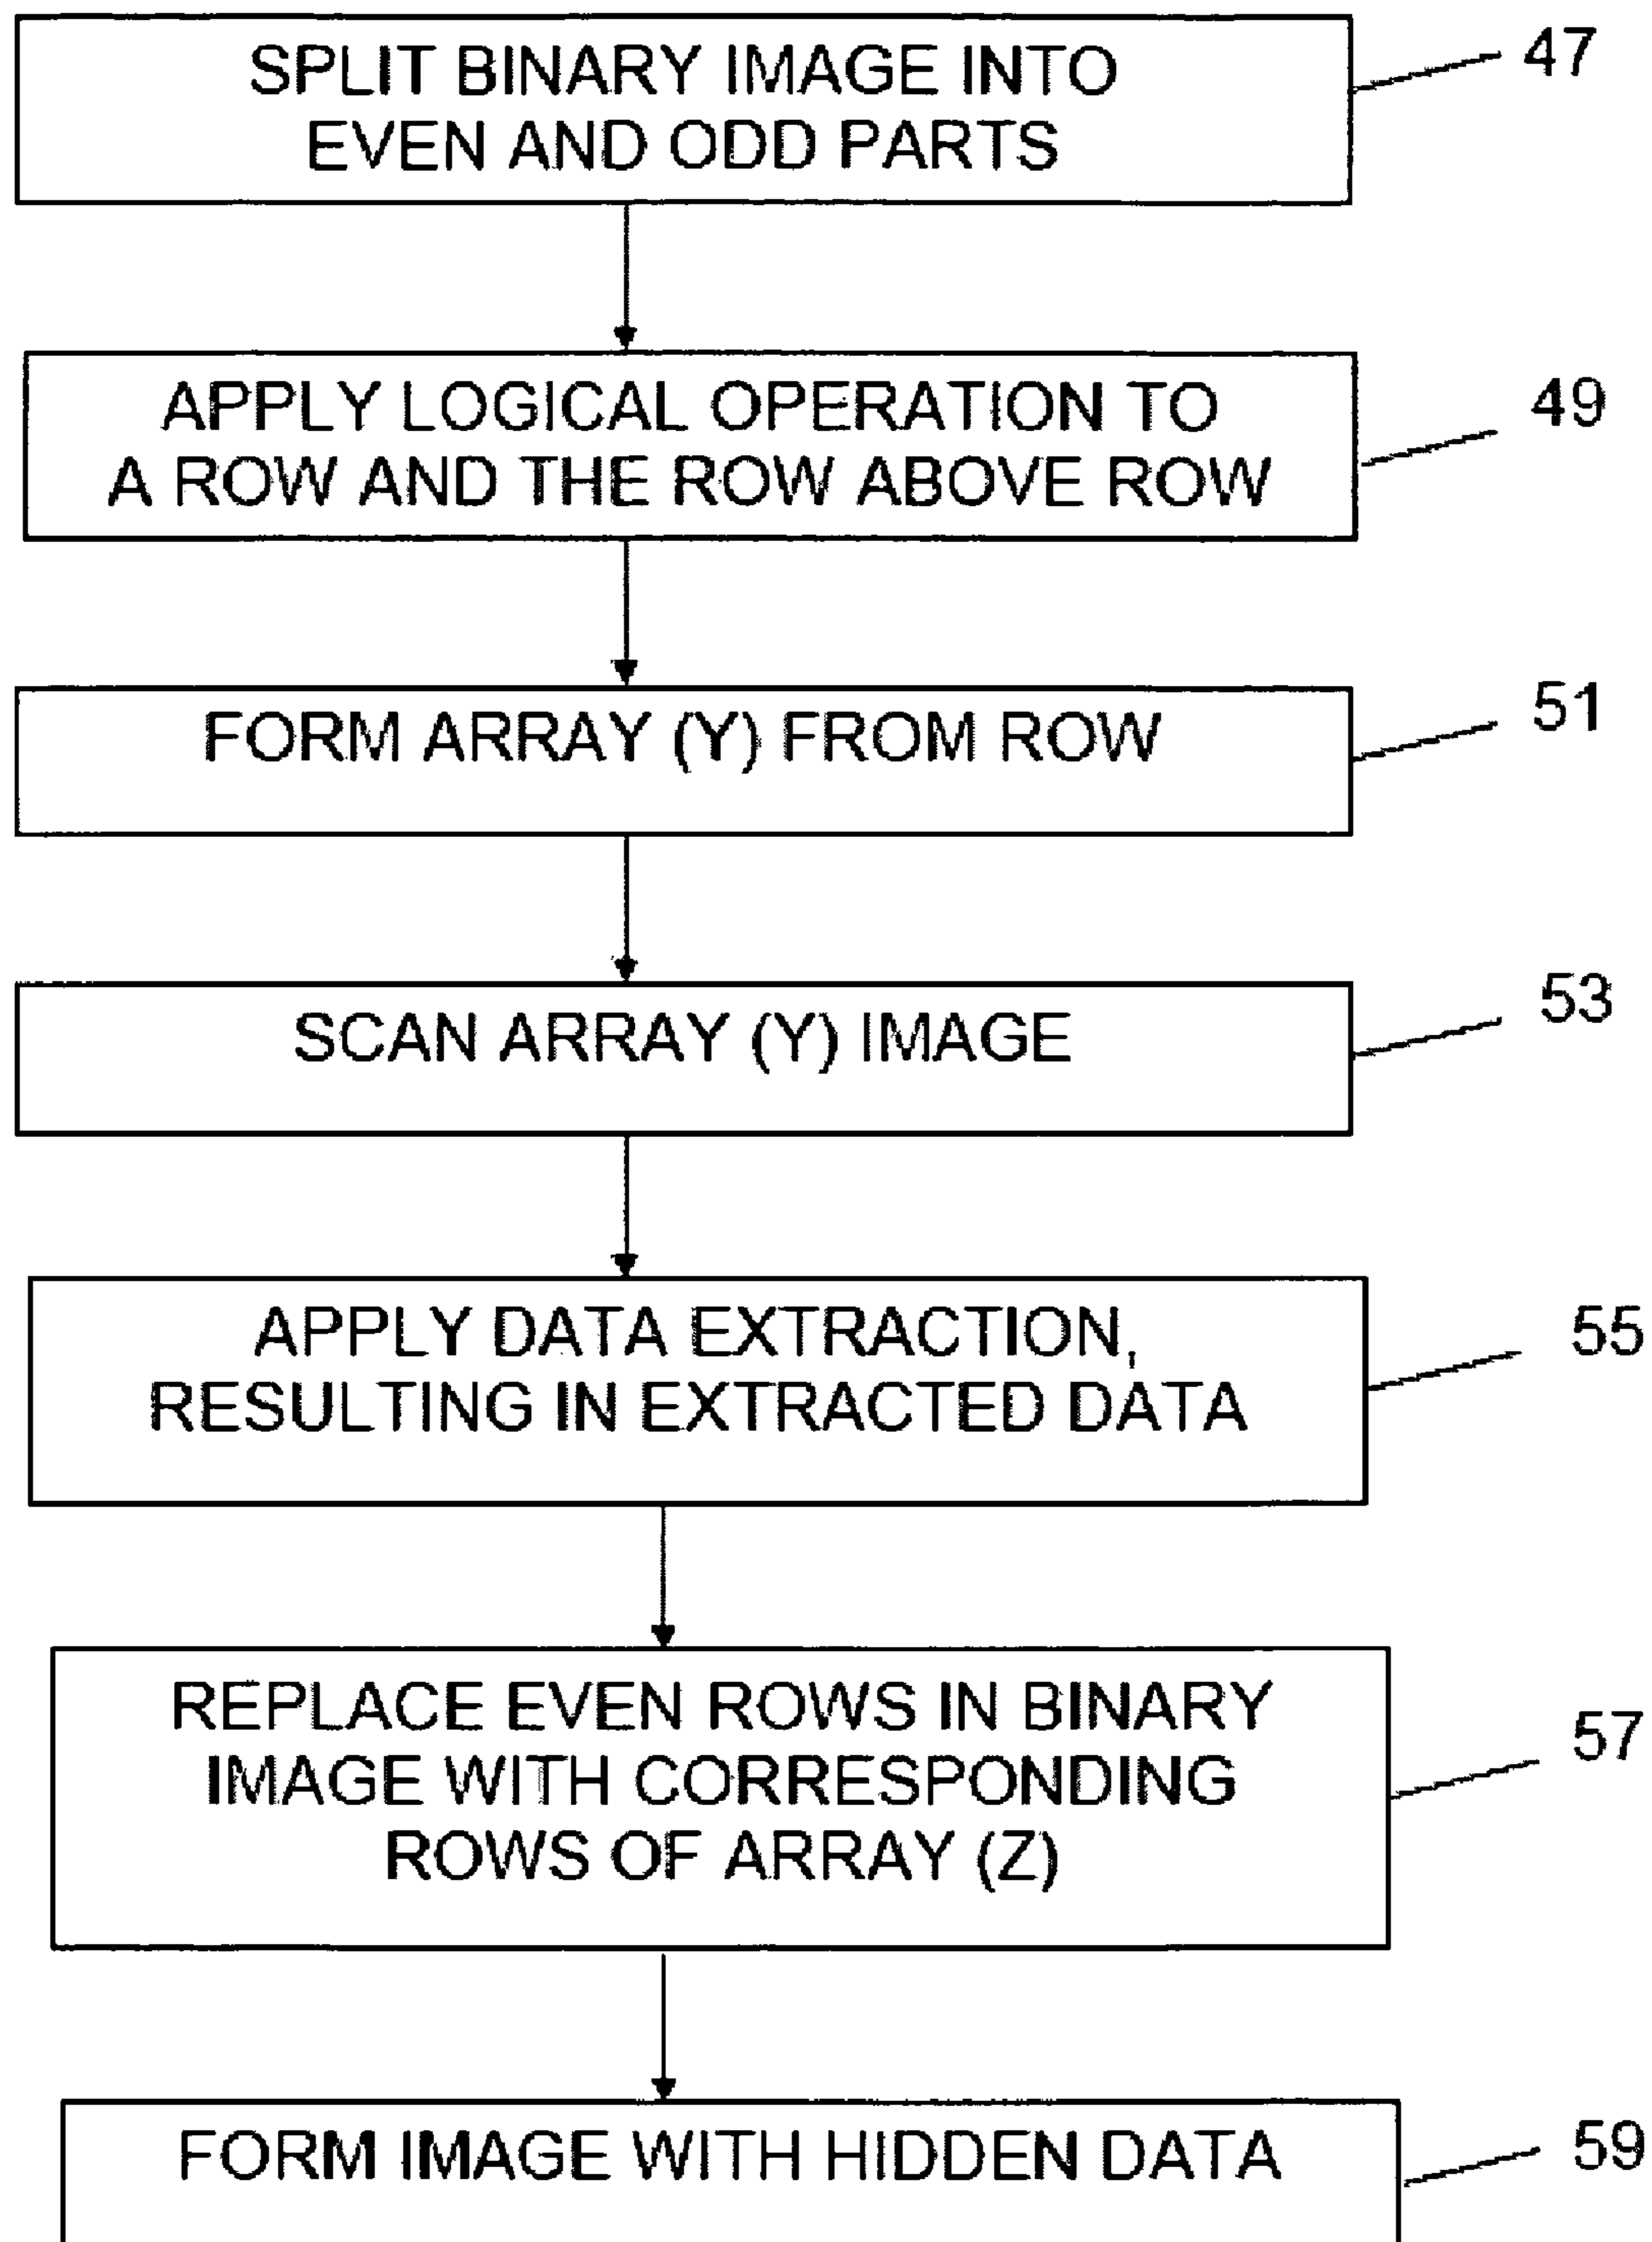 SPLIT BINARY IMAGE INTO
EVEN AND ODD PARTS
47
APPLY LOGICAL OPERATION TO
A ROW AND THE ROW ABOVE ROW
49
FORM ARRAY (Y) FROM ROW
51
SCAN ARRAY (Y) IMAGE
53
APPLY DATA EXTRACTION,
RESULTING IN EXTRACTED DATA
55
REPLACE EVEN ROWS IN BINARY
IMAGE WITH CORRESPONDING
ROWS OF ARRAY (Z)
57
FORM IMAGE WITH HIDDEN DATA
59